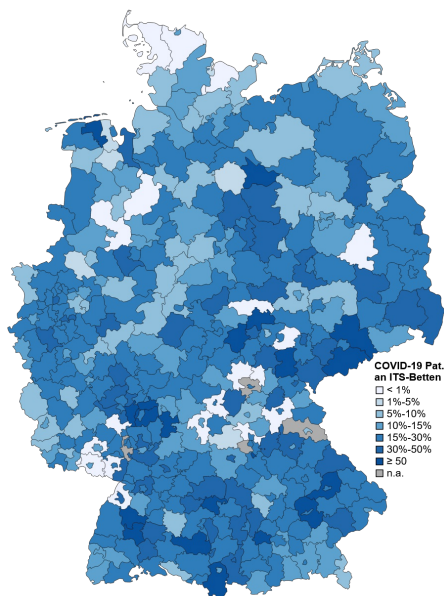 COVID-19 Pat.
an ITS-Betten
< 1%
1%-5%
5%-10%
10%-15%
15%-30%
30%-50%
≥ 50
n.a.